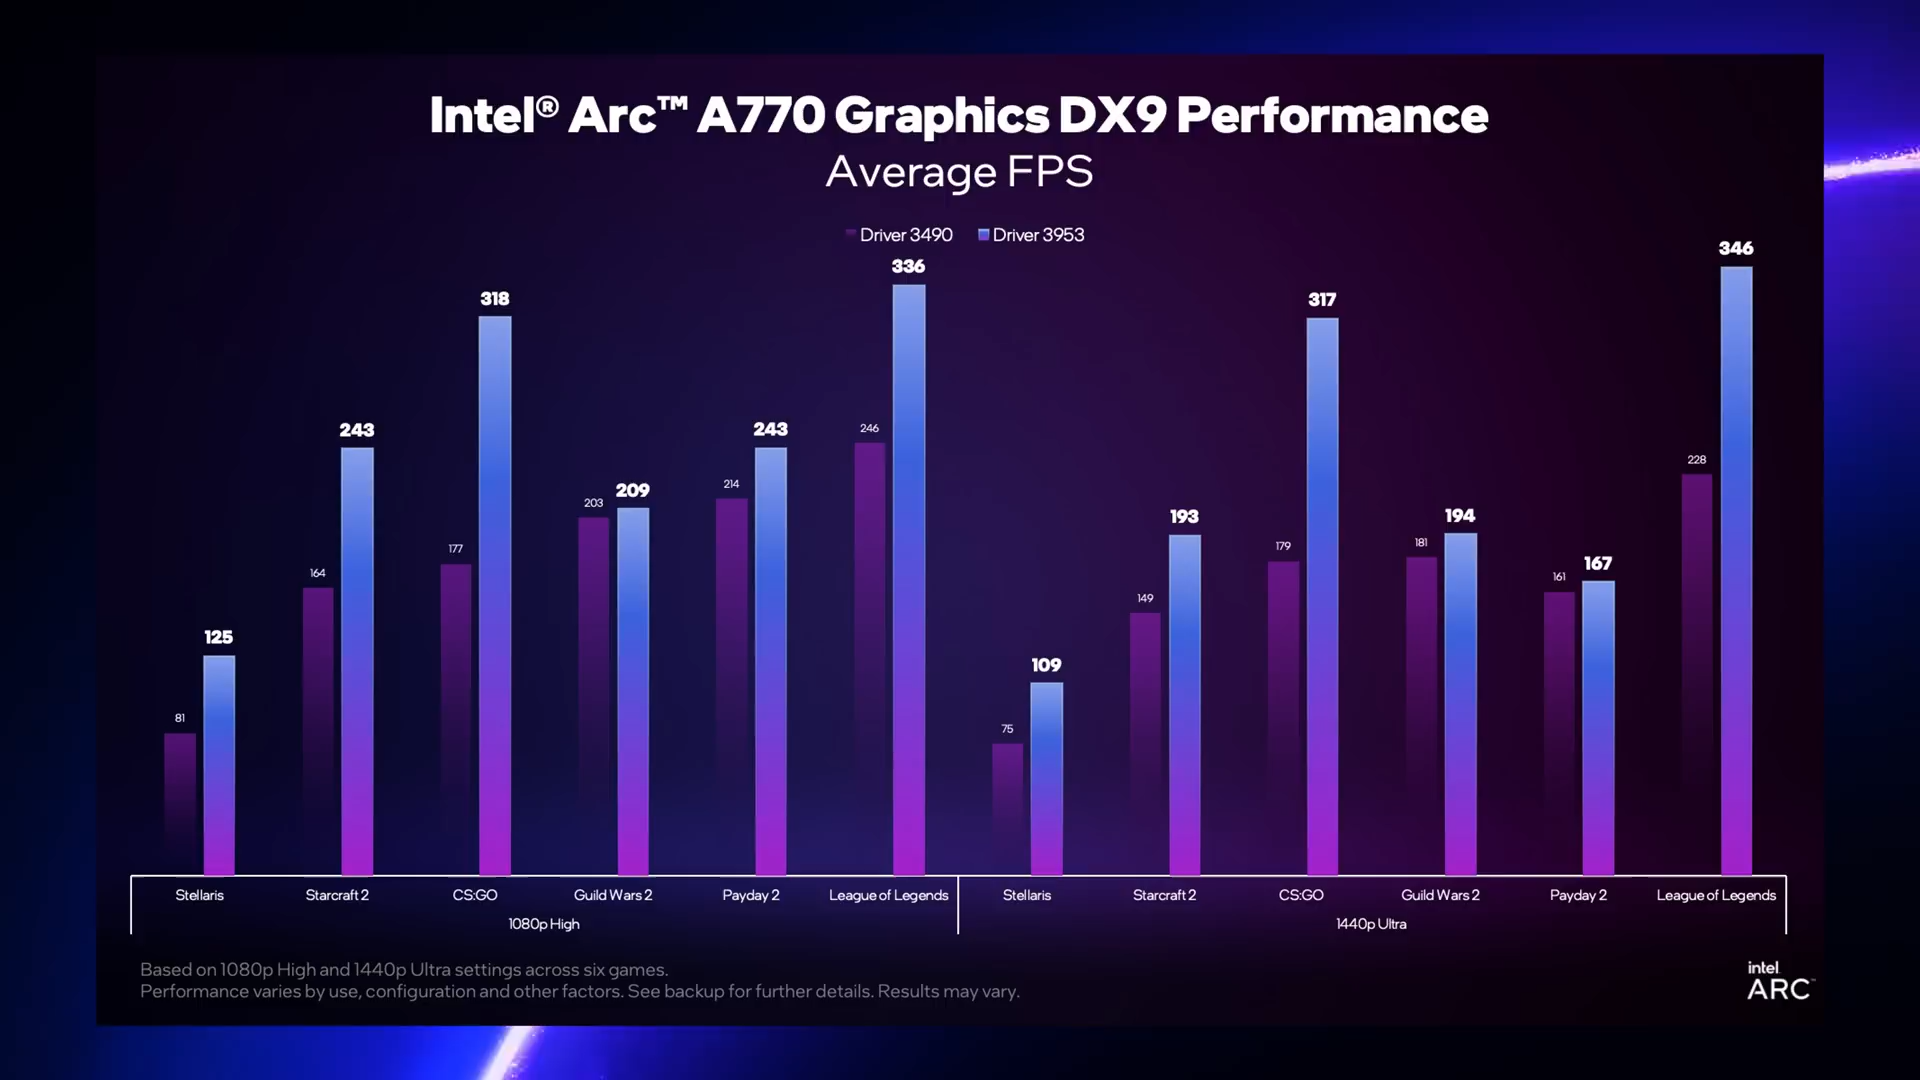 Intel® Arc™ A770 Graphics DX9 Performance
Average FPS
Driver 3490 Driver 3953
81 125 164 243 177 318 203 209 214 243 246 336 75 109 149 193 179 317 181 194 161 167 228 346
Stellaris Starcraft 2 CS:GO Guild Wars 2 Payday 2 League of Legends Stellaris Starcraft 2 CS:GO Guild Wars 2 Payday 2 League of Legends
1080p High 1440p Ultra
Based on 1080p High and 1440p Ultra settings across six games.
Performance varies by use, configuration and other factors. See backup for further details. Results may vary.
intel
ARC™